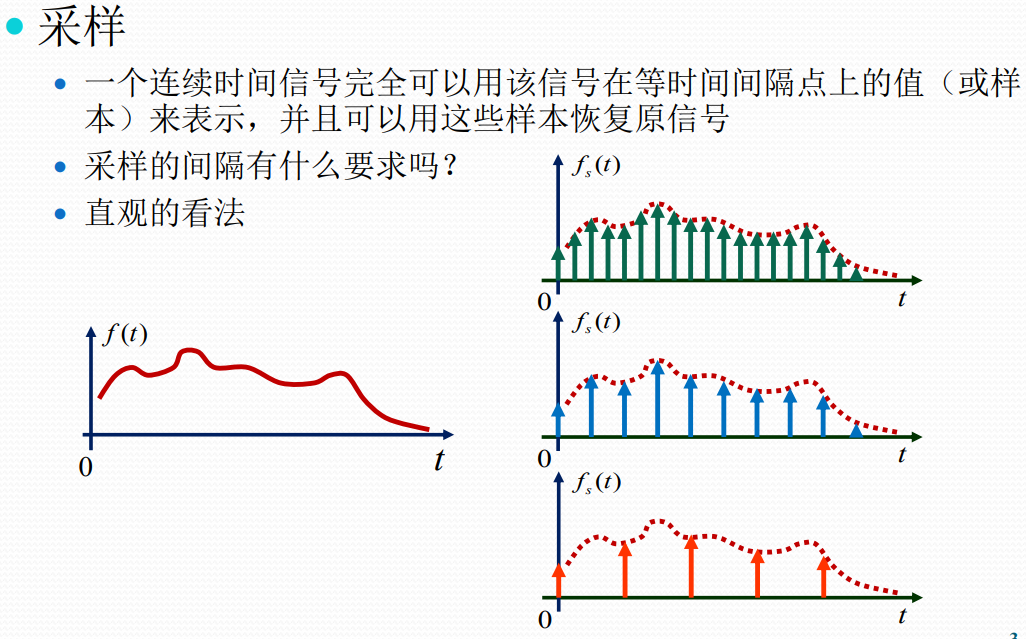 采样
一个连续时间信号完全可以用该信号在等时间间隔点上的值（或样
本）来表示，并且可以用这些样本恢复原信号
采样的间隔有什么要求吗？
直观的看法
f(t)
0
t
fₛ(t)
0
t
fₛ(t)
0
t
fₛ(t)
0
t
3